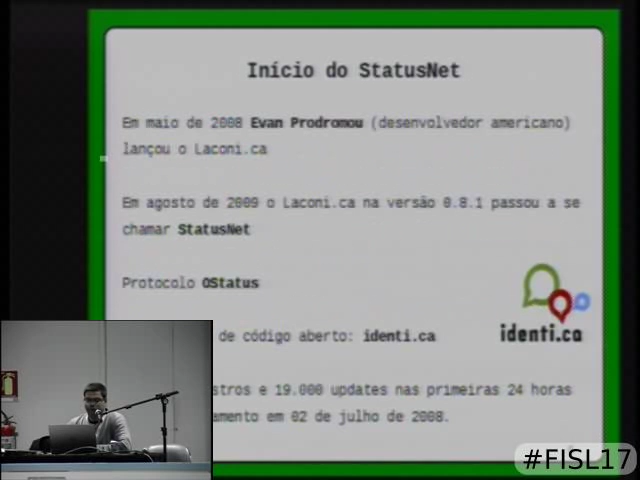 Início do StatusNet
Em maio de 2008 Evan Prodromou (desenvolvedor americano)
lançou o Laconi.ca
Em agosto de 2009 o Laconi.ca na versão 0.8.1 passou a se
chamar StatusNet
Protocolo OStatus
identi.ca
de código aberto: identi.ca
stros e 19.000 updates nas primeiras 24 horas
amento em 02 de julho de 2008.
#FISL17